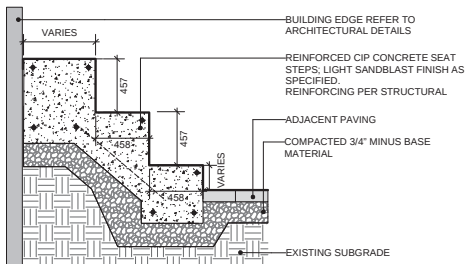 BUILDING EDGE REFER TO
ARCHITECTURAL DETAILS
VARIES
REINFORCED CIP CONCRETE SEAT
STEPS; LIGHT SANDBLAST FINISH AS
SPECIFIED.
REINFORCING PER STRUCTURAL
457
ADJACENT PAVING
457
458
COMPACTED 3/4" MINUS BASE
MATERIAL
VARIES
458
EXISTING SUBGRADE